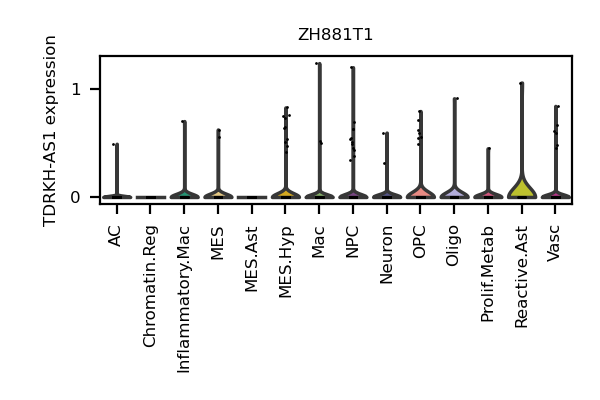 ZH881T1
TDRKH-AS1 expression
1
0
AC
Chromatin.Reg
Inflammatory.Mac
MES
MES.Ast
MES.Hyp
Mac
NPC
Neuron
OPC
Oligo
Prolif.Metab
Reactive.Ast
Vasc